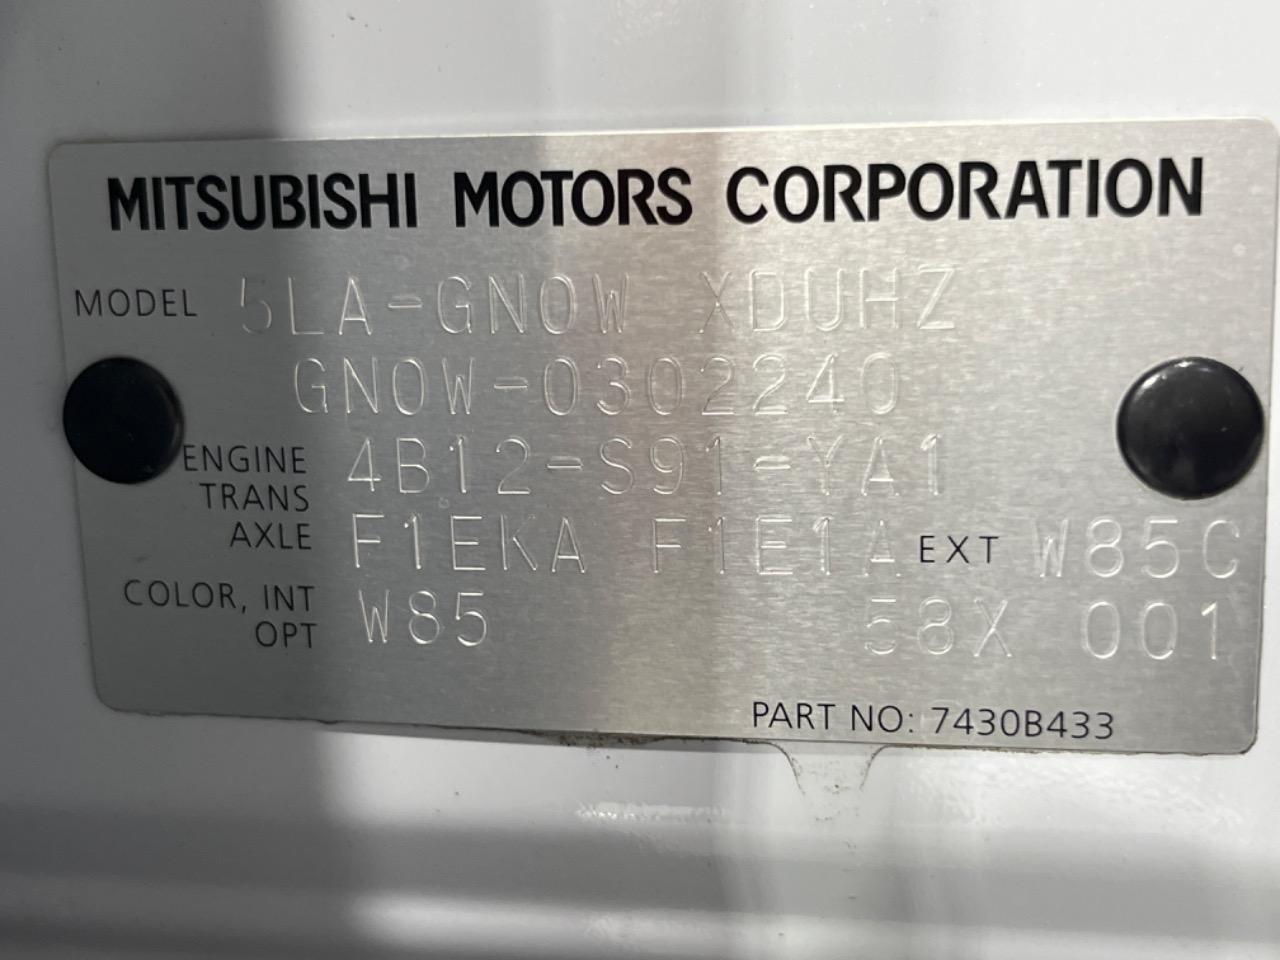 MITSUBISHI MOTORS CORPORATION
MODEL 5LA-GN0W XDUHZ
GN0W-0302240
ENGINE 4B12-S91-YA1
TRANS
AXLE F1EKA F1E1A EXT W85C
COLOR, INT W85 58X 001
OPT
PART NO: 7430B433